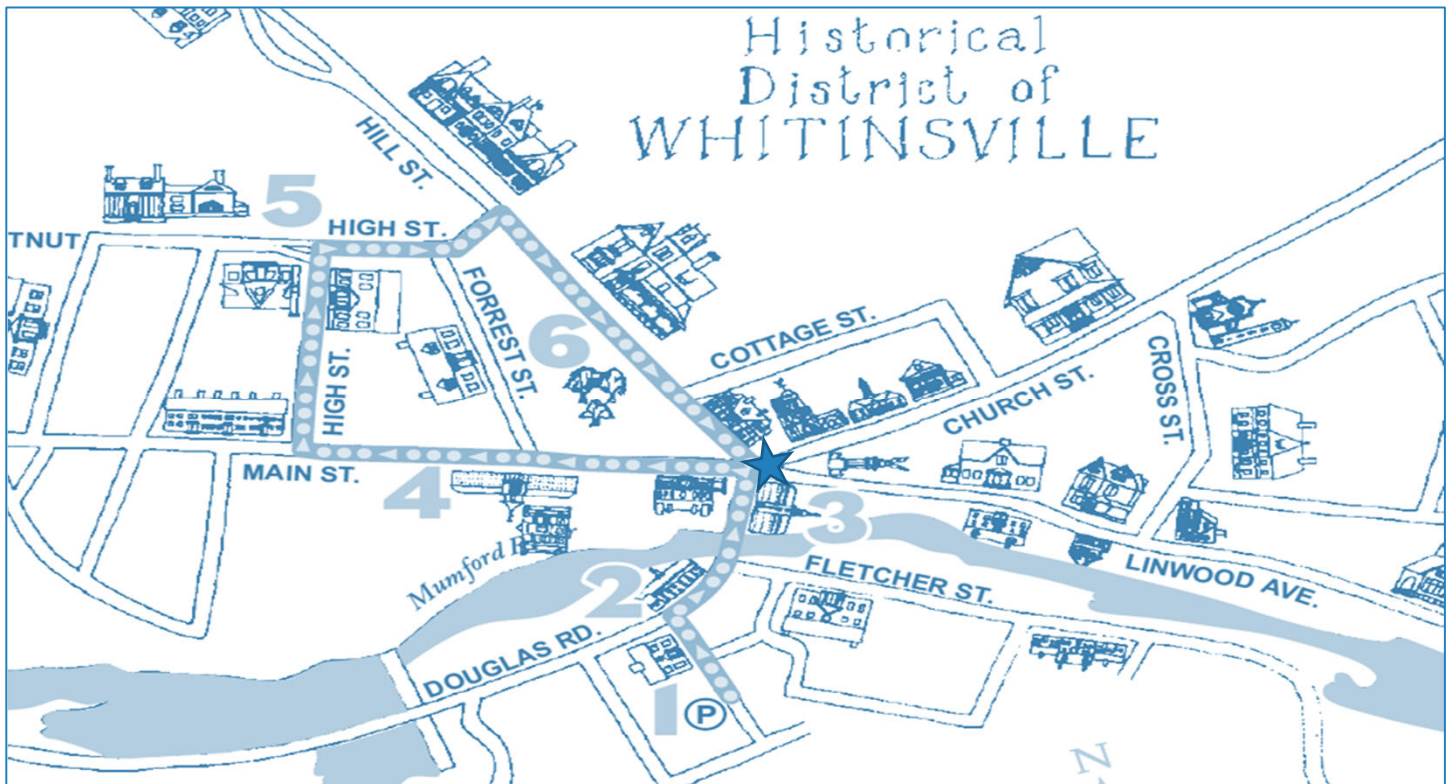 Historical
District of
WHITINSVILLE
HILL ST.
5
HIGH ST.
TNUT
FORREST ST.
6
COTTAGE ST.
HIGH ST.
CHURCH ST.
CROSS ST.
MAIN ST.
4
3
Mumford
2
FLETCHER ST.
LINWOOD AVE.
DOUGLAS RD.
1
P
N